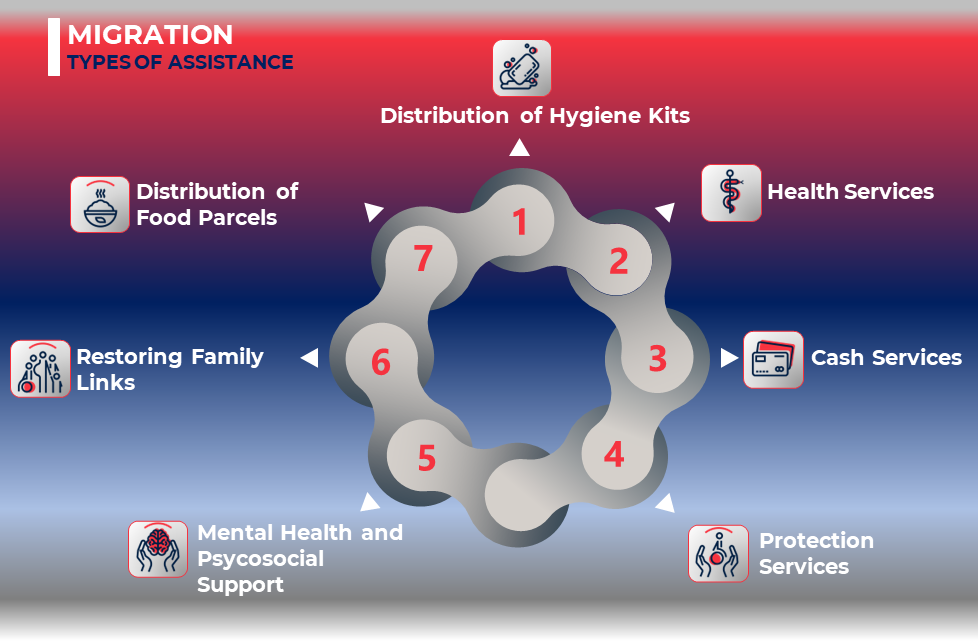 MIGRATION
TYPES OF ASSISTANCE
Distribution of Hygiene Kits
Distribution of
Food Parcels
Health Services
1
7
2
Restoring Family
Links
6
3
Cash Services
5
4
Mental Health and
Psycosocial
Support
Protection
Services